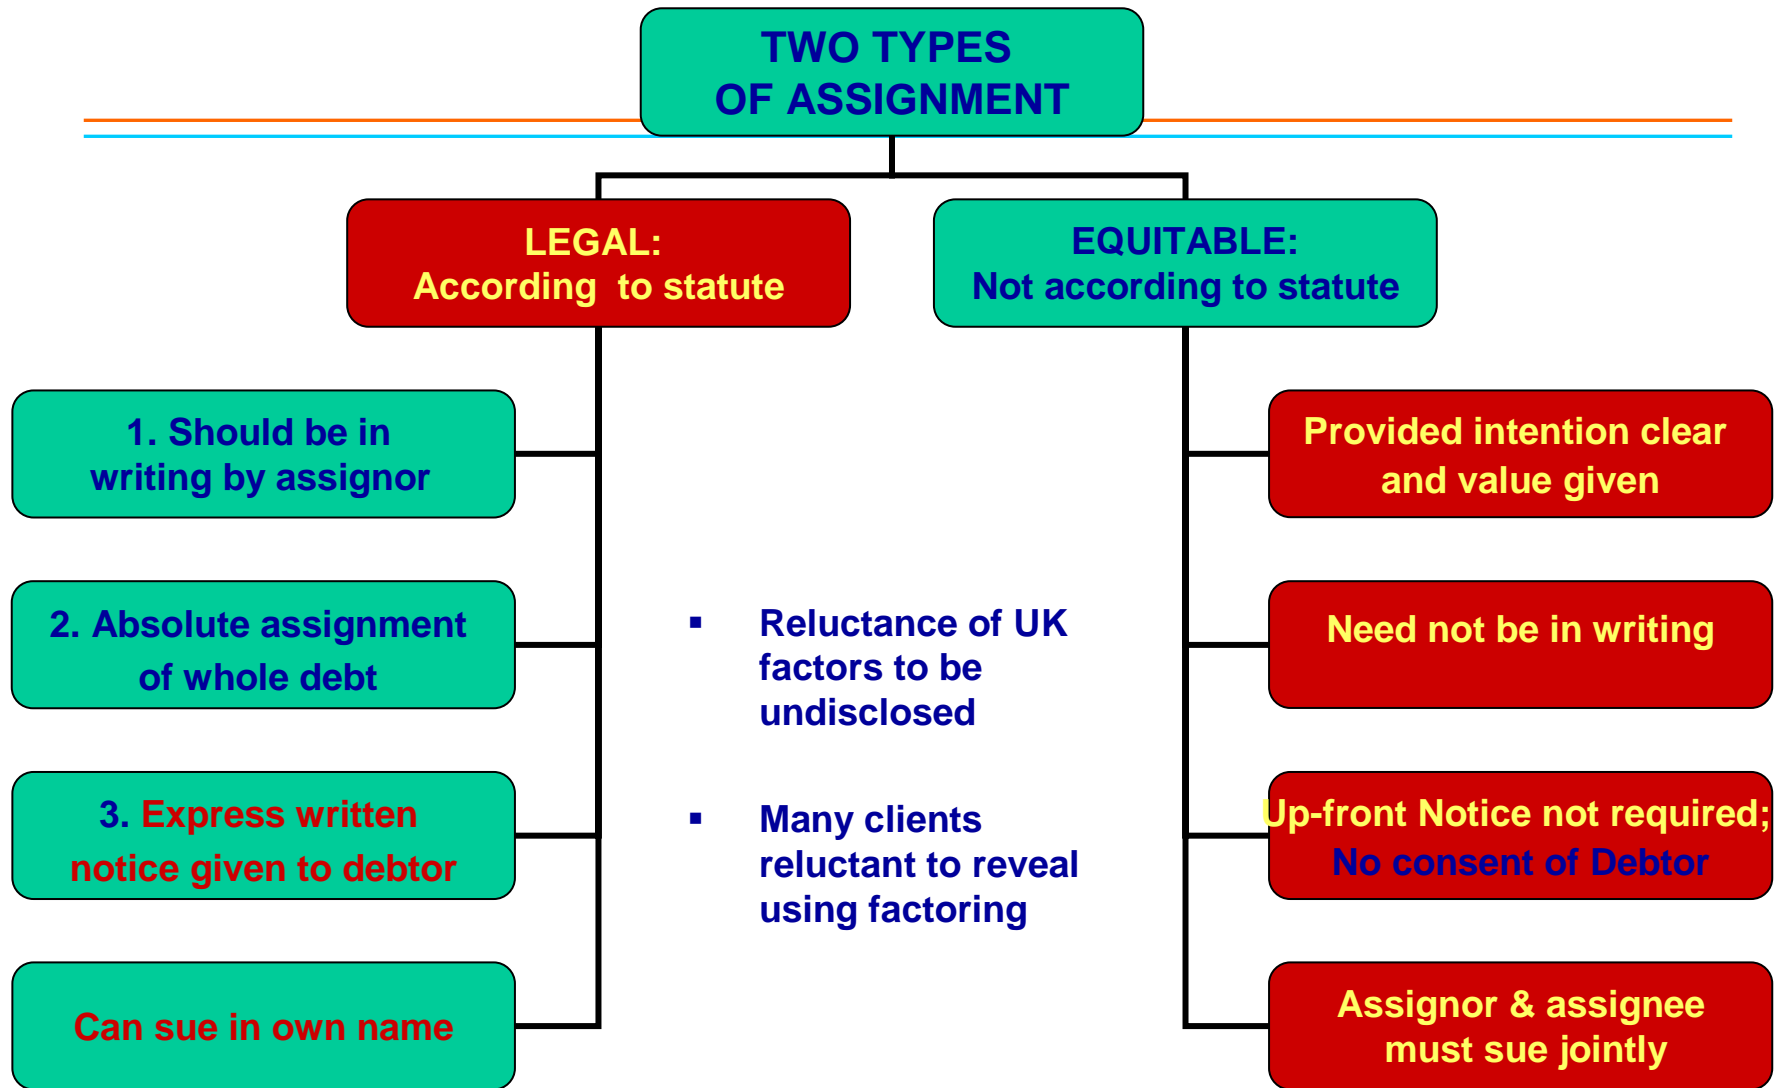 TWO TYPES
OF ASSIGNMENT
LEGAL:
According to statute
EQUITABLE:
Not according to statute
1. Should be in
writing by assignor
2. Absolute assignment
of whole debt
3. Express written
notice given to debtor
Can sue in own name
▪ Reluctance of UK
factors to be
undisclosed
▪ Many clients
reluctant to reveal
using factoring
Provided intention clear
and value given
Need not be in writing
Up-front Notice not required;
No consent of Debtor
Assignor & assignee
must sue jointly